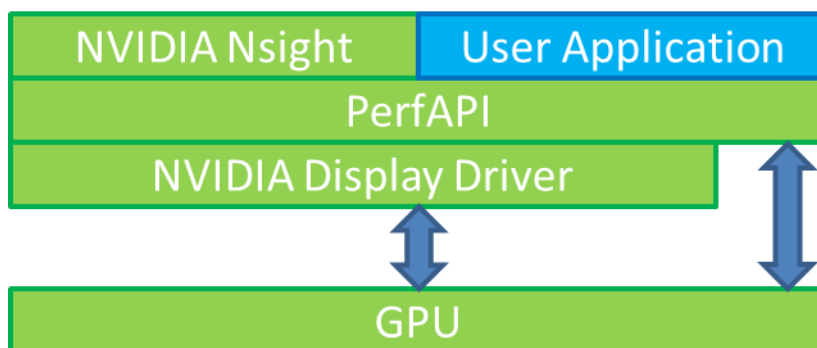 NVIDIA Nsight
User Application
PerfAPI
NVIDIA Display Driver
GPU